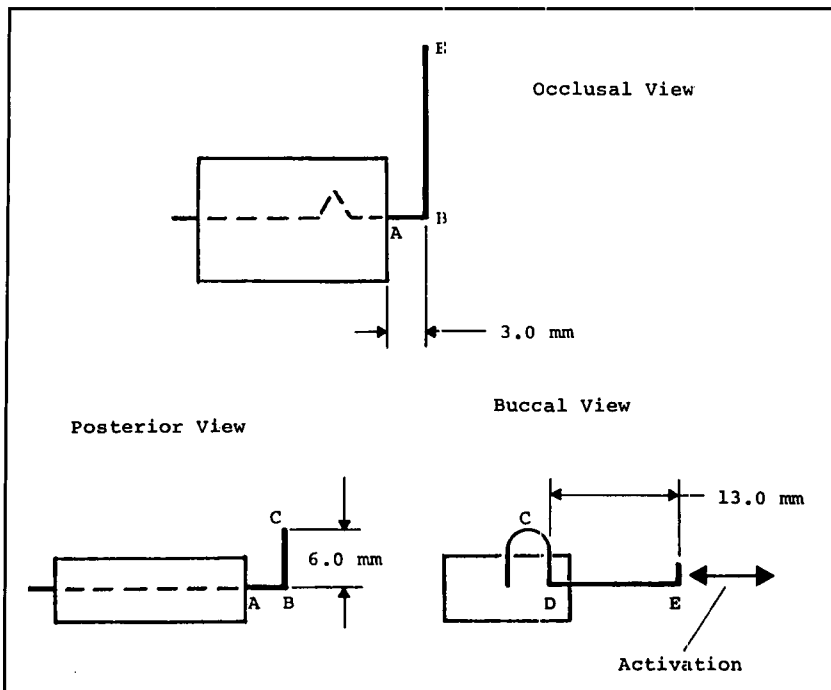 E
Occlusal View
A
B
3.0 mm
Buccal View
Posterior View
13.0 mm
C
C
6.0 mm
A B
D
E
Activation